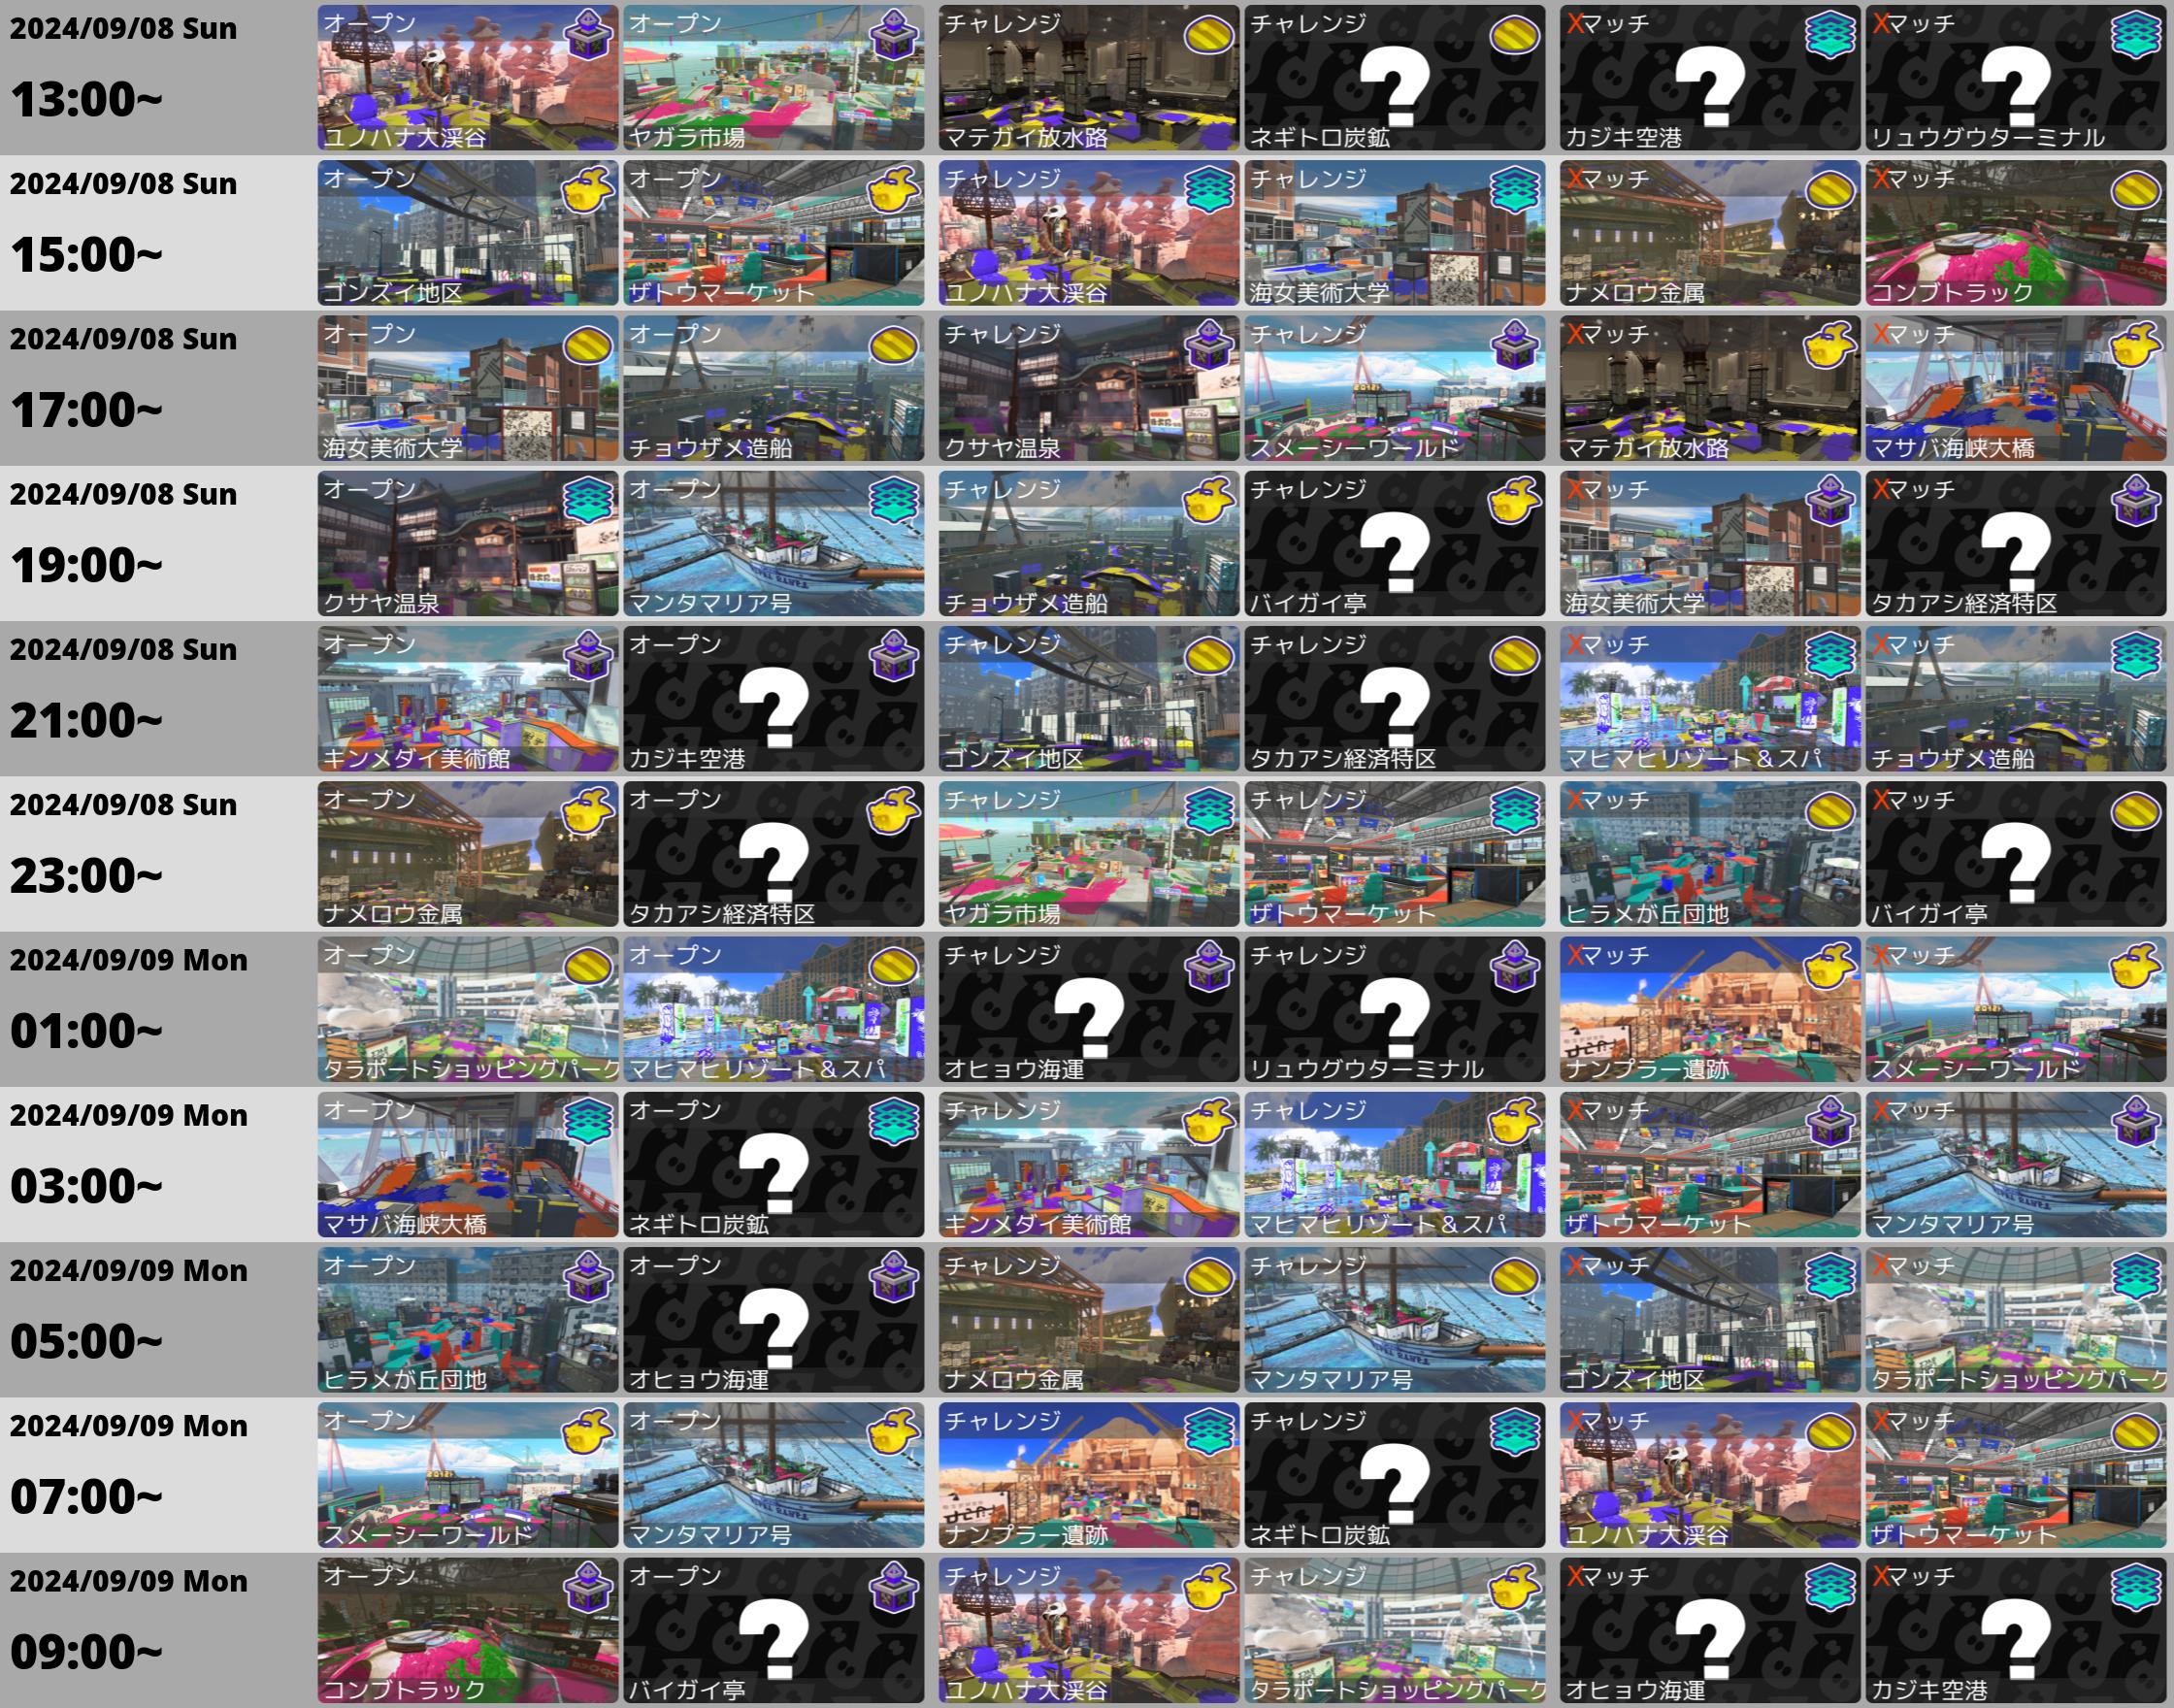 2024/09/08 Sun
13:00~
オープン オープン チャレンジ チャレンジ Xマッチ Xマッチ
ユノハナ大渓谷 ヤガラ市場 マテガイ放水路 ネギトロ炭鉱 カジキ空港 リュウグウターミナル
2024/09/08 Sun
15:00~
オープン オープン チャレンジ チャレンジ Xマッチ Xマッチ
ゴンズイ地区 ザトウマーケット ユノハナ大渓谷 海女美術大学 ナメロウ金属 コンブトラック
2024/09/08 Sun
17:00~
オープン オープン チャレンジ チャレンジ Xマッチ Xマッチ
海女美術大学 チョウザメ造船 クサヤ温泉 スメーシーワールド マテガイ放水路 マサバ海峡大橋
2024/09/08 Sun
19:00~
オープン オープン チャレンジ チャレンジ Xマッチ Xマッチ
クサヤ温泉 マンタマリア号 チョウザメ造船 バイガイ亭 海女美術大学 タカアシ経済特区
2024/09/08 Sun
21:00~
オープン オープン チャレンジ チャレンジ Xマッチ Xマッチ
キンメダイ美術館 カジキ空港 ゴンズイ地区 タカアシ経済特区 マヒマヒリゾート&スパ チョウザメ造船
2024/09/08 Sun
23:00~
オープン オープン チャレンジ チャレンジ Xマッチ Xマッチ
ナメロウ金属 タカアシ経済特区 ヤガラ市場 ザトウマーケット ヒラメが丘団地 バイガイ亭
2024/09/09 Mon
01:00~
オープン オープン チャレンジ チャレンジ Xマッチ Xマッチ
タラポートショッピングパーク マヒマヒリゾート&スパ オヒョウ海運 リュウグウターミナル ナンプラー遺跡 スメーシーワールド
2024/09/09 Mon
03:00~
オープン オープン チャレンジ チャレンジ Xマッチ Xマッチ
マサバ海峡大橋 ネギトロ炭鉱 キンメダイ美術館 マヒマヒリゾート&スパ ザトウマーケット マンタマリア号
2024/09/09 Mon
05:00~
オープン オープン チャレンジ チャレンジ Xマッチ Xマッチ
ヒラメが丘団地 オヒョウ海運 ナメロウ金属 マンタマリア号 ゴンズイ地区 タラポートショッピングパーク
2024/09/09 Mon
07:00~
オープン オープン チャレンジ チャレンジ Xマッチ Xマッチ
スメーシーワールド マンタマリア号 ナンプラー遺跡 ネギトロ炭鉱 ユノハナ大渓谷 ザトウマーケット
2024/09/09 Mon
09:00~
オープン オープン チャレンジ チャレンジ Xマッチ Xマッチ
コンブトラック バイガイ亭 ユノハナ大渓谷 タラポートショッピングパーク オヒョウ海運 カジキ空港